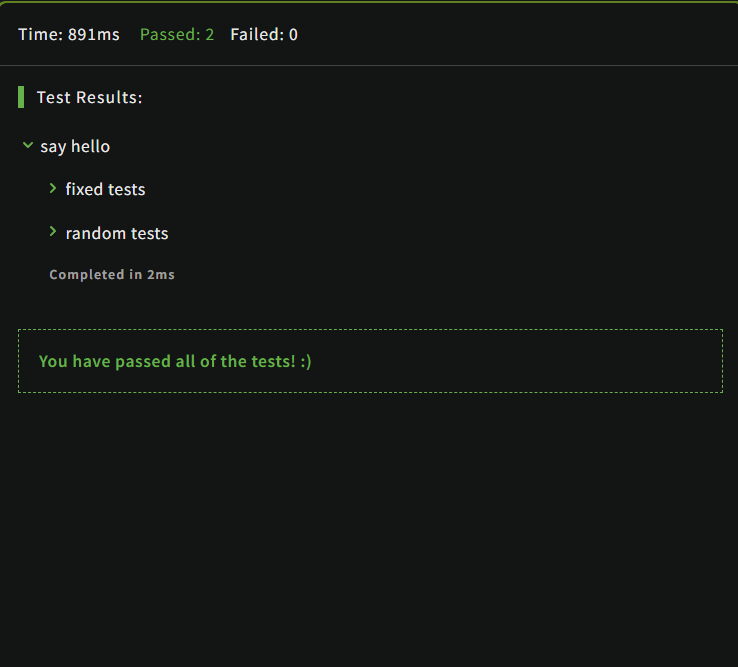 Time: 891ms Passed: 2 Failed: 0
Test Results:
say hello
fixed tests
random tests
Completed in 2ms
You have passed all of the tests! :)